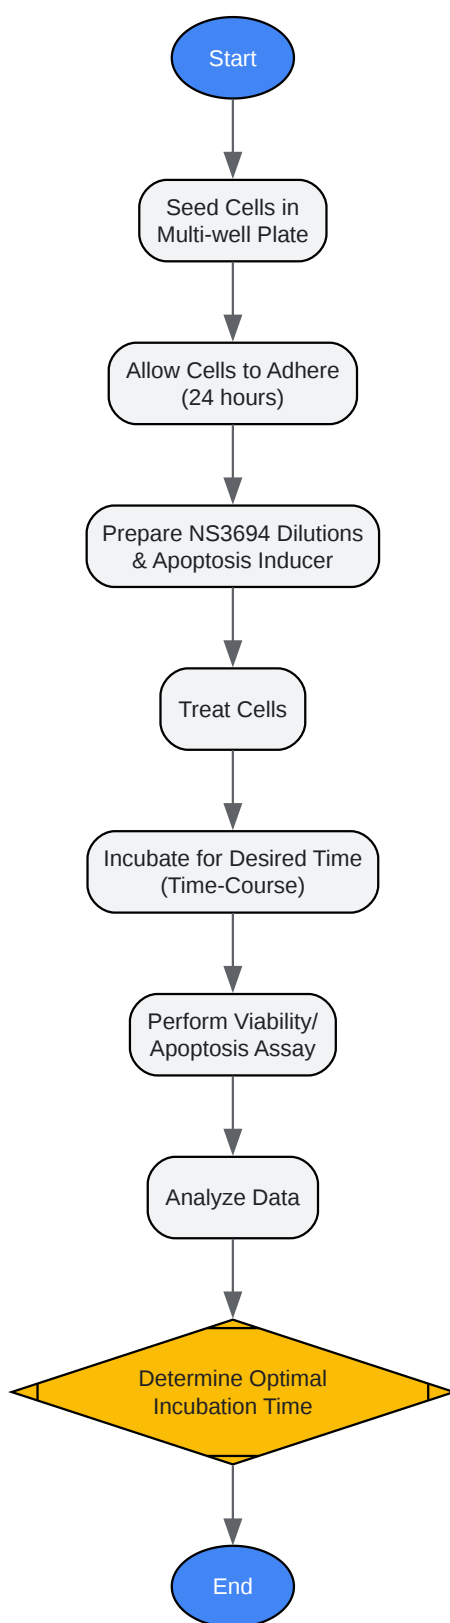 Start
Seed Cells in
Multi-well Plate
Allow Cells to Adhere
(24 hours)
Prepare NS3694 Dilutions
& Apoptosis Inducer
Treat Cells
Incubate for Desired Time
(Time-Course)
Perform Viability/
Apoptosis Assay
Analyze Data
Determine Optimal
Incubation Time
End